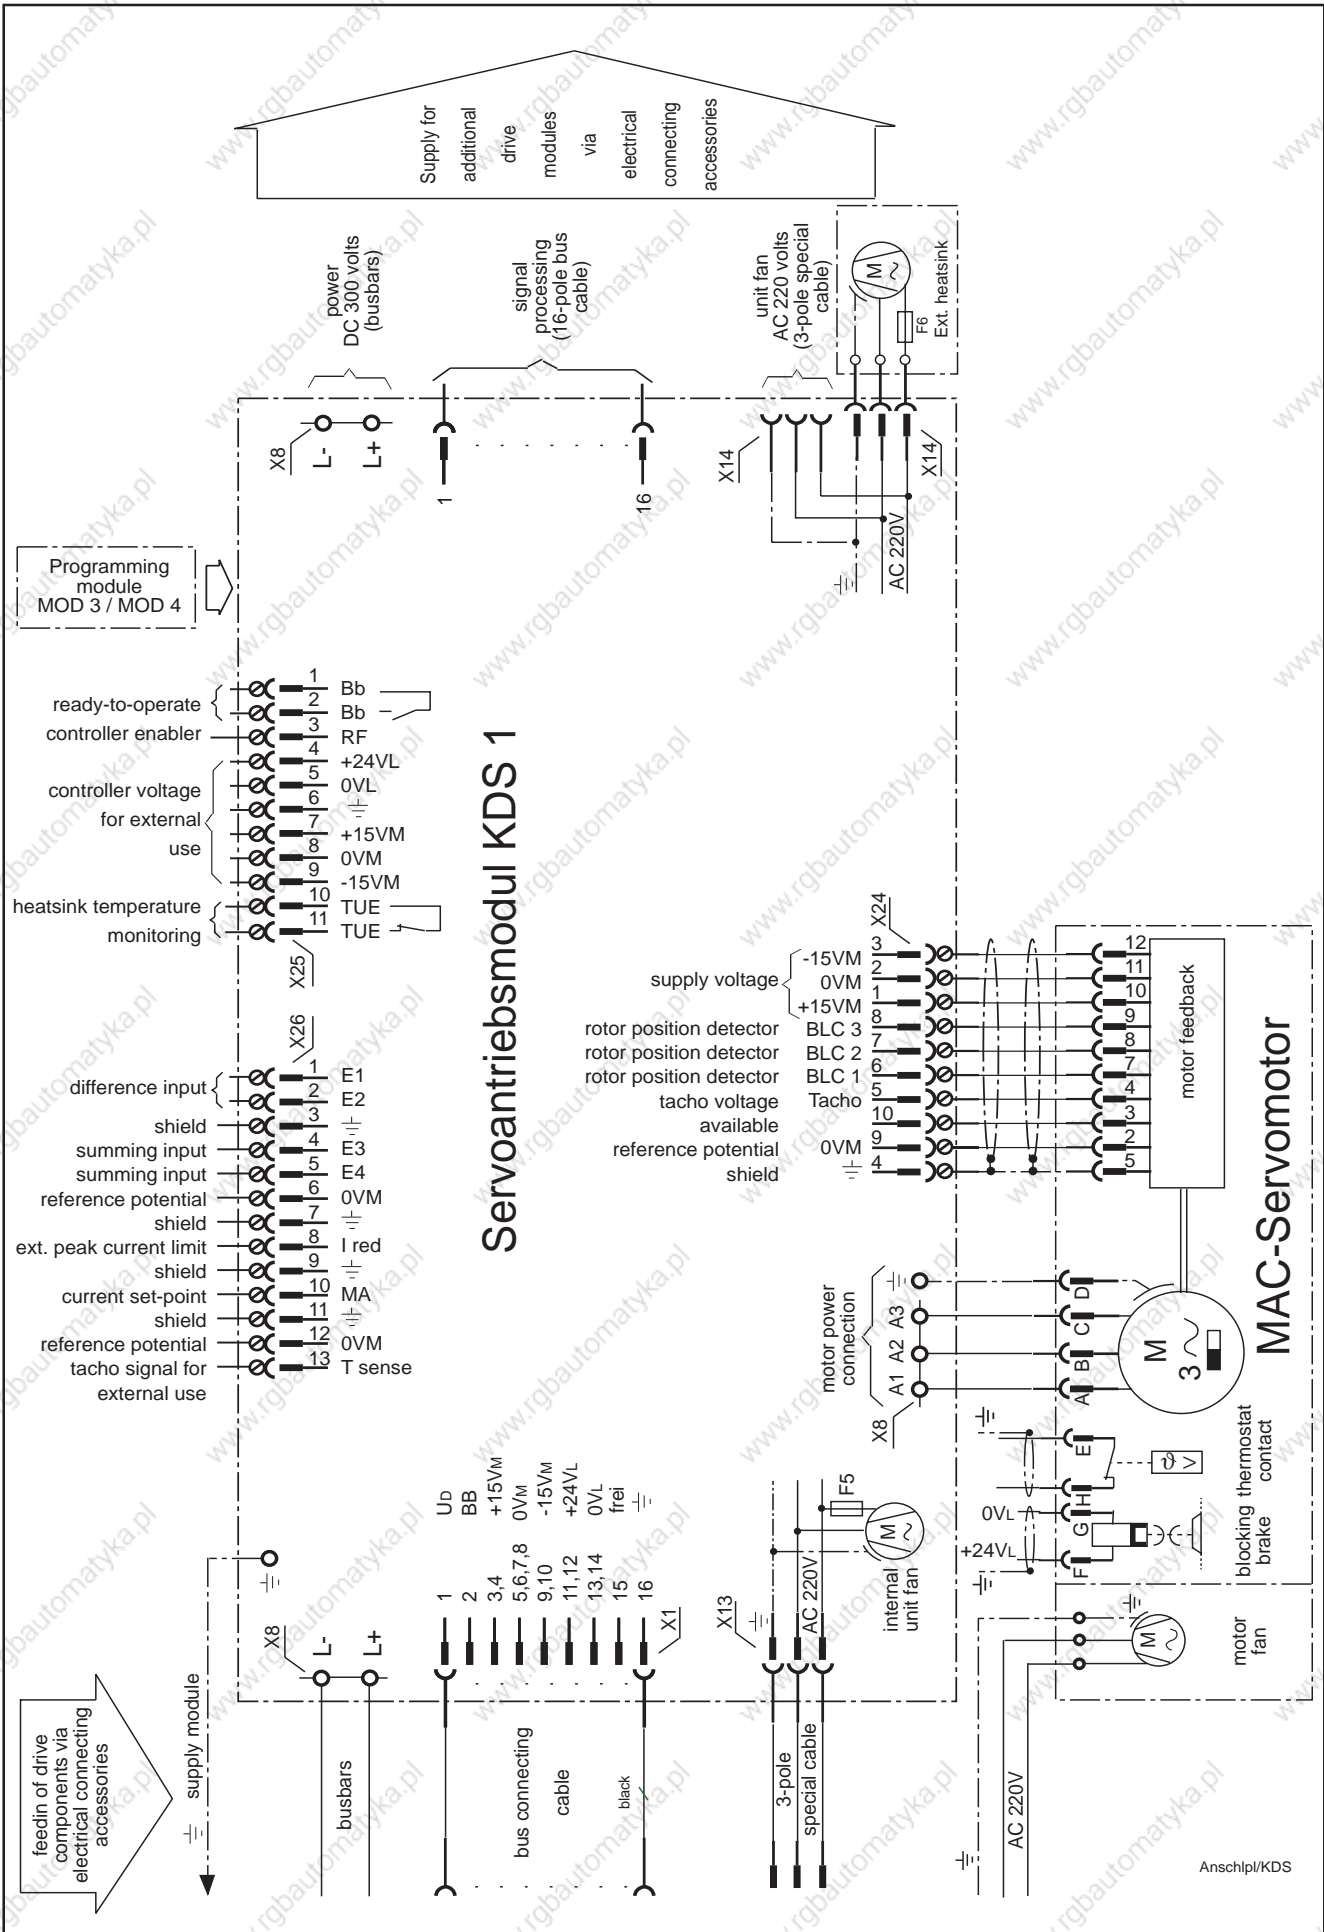 Supply for
additional
drive
modules
via
electrical
connecting
accessories
power
DC 300 volts
(busbars)
signal
processing
(16-pole bus
cable)
unit fan
AC 220 volts
(3-pole special
cable)
M
F6
Ext. heatsink
X8
L-
L+
1
16
X14
X14
AC 220V
Programming
module
MOD 3 / MOD 4
ready-to-operate
1 Bb
2 Bb
controller enabler 3 RF
controller voltage
for external
use
4 +24VL
5 0VL
6
7 +15VM
8 0VM
9 -15VM
heatsink temperature
monitoring
10 TUE
11 TUE
X25
X26
difference input
1 E1
2 E2
shield 3
summing input 4 E3
summing input 5 E4
reference potential 6 0VM
shield 7
ext. peak current limit 8 I red
shield 9
current set-point 10 MA
shield 11
reference potential 12 0VM
tacho signal for 13 T sense
external use
Servoantriebsmodul KDS 1
X24
supply voltage
-15VM 3 12
0VM 2 11
+15VM 1 10
rotor position detector BLC 3 8 9
rotor position detector BLC 2 7 8
rotor position detector BLC 1 6 7
tacho voltage Tacho 5 4
available 10 3
reference potential 0VM 9 2
shield 4 5
motor feedback
MAC-Servomotor
motor power
connection
X8
A1
A2
A3
A
B
C
D
M
3
E
H
G
F
0VL
+24VL
ϑ
>
thermostat
contact
blocking
brake
motor
fan
M
AC 220V
UD
BB
+15VM
0VM
-15VM
+24VL
0VL
frei
1
2
3,4
5,6,7,8
9,10
11,12
13,14
15
16
X1
X8
L-
L+
X13
AC 220V
F5
M
internal
unit fan
feedin of drive
components via
electrical connecting
accessories
supply module
busbars
bus connecting
cable
black
3-pole
special cable
Anschlpl/KDS
www.rgbautomatyka.pl